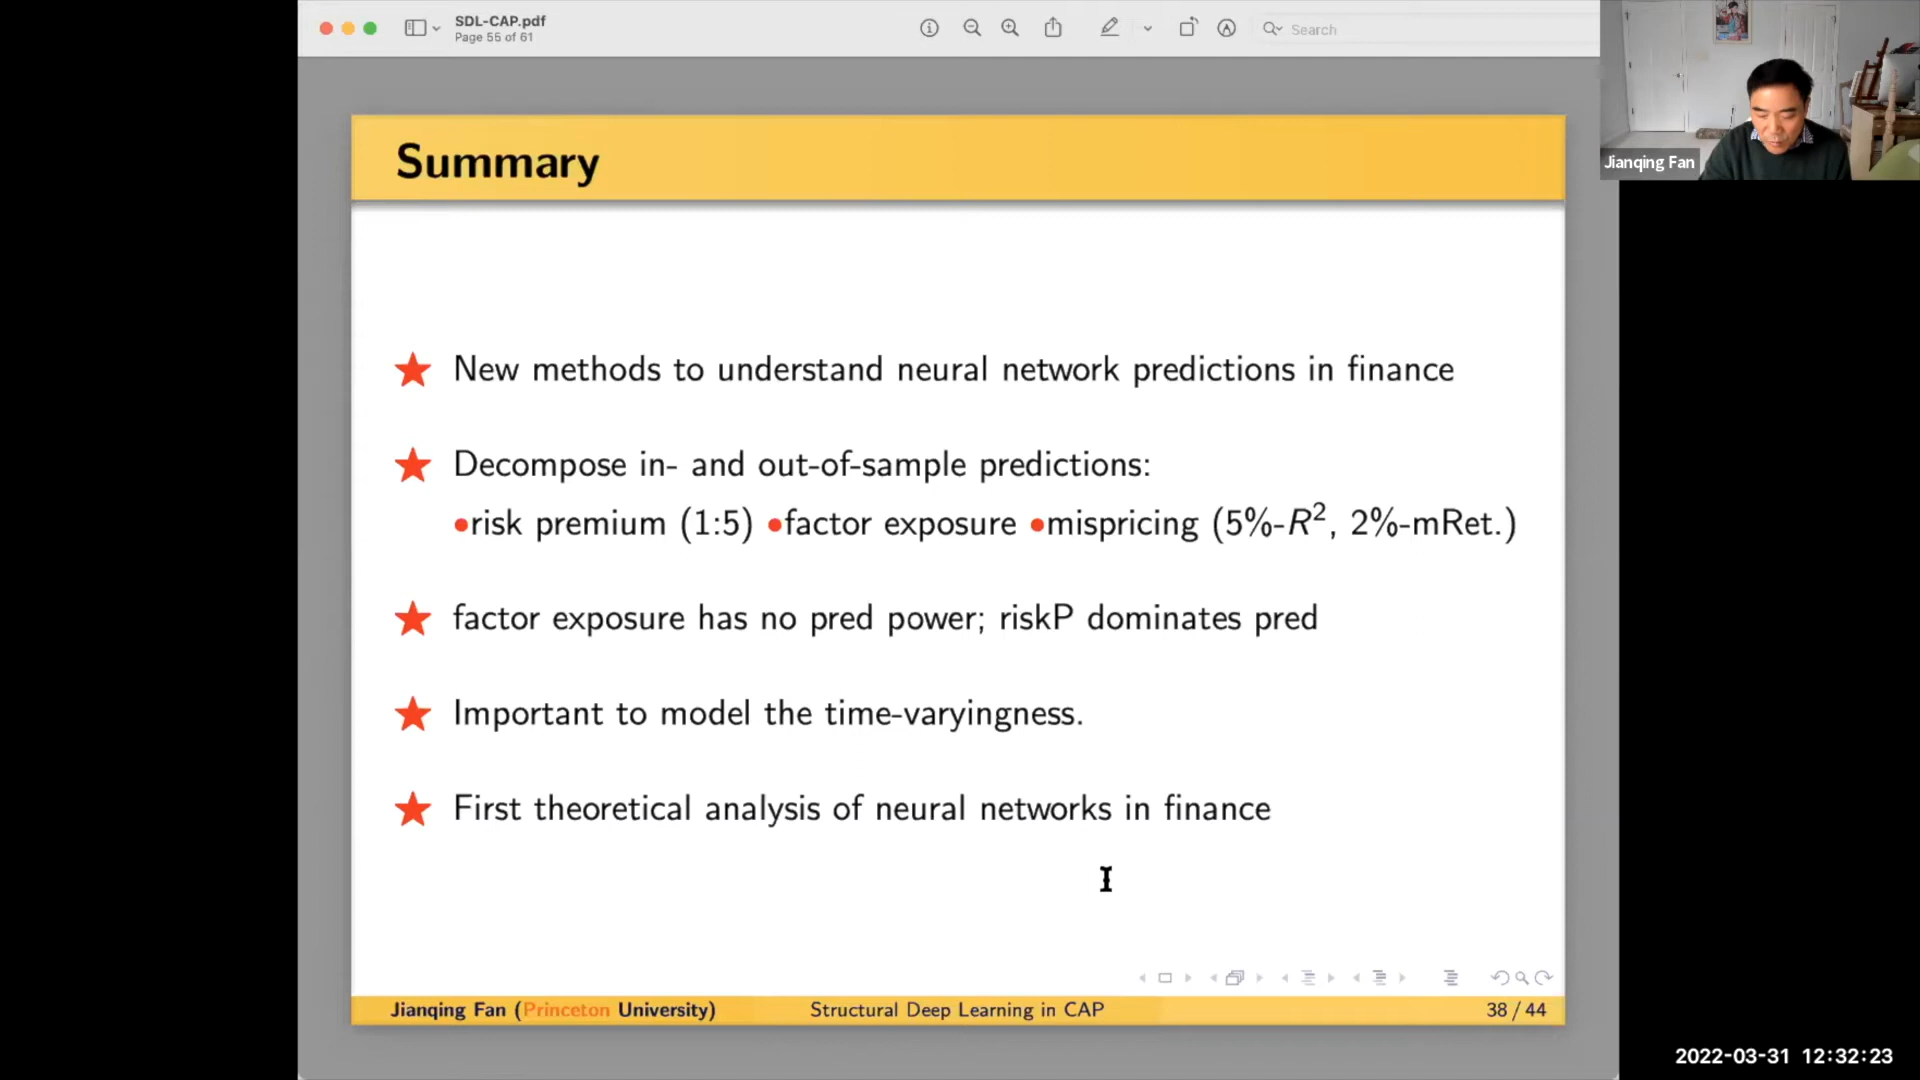 SDL-CAP.pdf
Page 55 of 61
Search
Jianqing Fan
Summary
★ New methods to understand neural network predictions in finance
★ Decompose in- and out-of-sample predictions:
•risk premium (1:5) •factor exposure •mispricing (5%-R², 2%-mRet.)
★ factor exposure has no pred power; riskP dominates pred
★ Important to model the time-varyingness.
★ First theoretical analysis of neural networks in finance
Jianqing Fan (Princeton University) Structural Deep Learning in CAP 38 / 44
2022-03-31 12:32:23